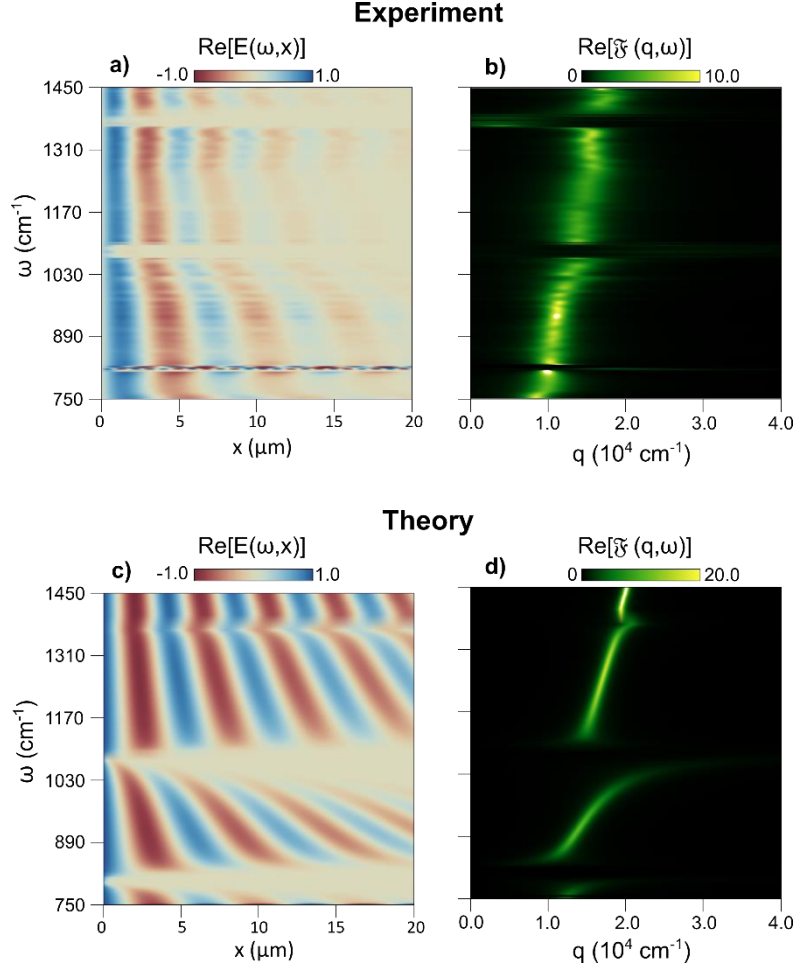 Experiment
Re[E(ω,x)]
Re[𝔉 (q,ω)]
a) -1.0 1.0
b) 0 10.0
1450
1310
1170
1030
890
750
ω (cm-1)
0 5 10 15 20
0.0 1.0 2.0 3.0 4.0
x (μm)
q (10⁴ cm⁻¹)
Theory
Re[E(ω,x)]
Re[𝔉 (q,ω)]
c) -1.0 1.0
d) 0 20.0
1450
1310
1170
1030
890
750
ω (cm⁻¹)
0 5 10 15 20
0.0 1.0 2.0 3.0 4.0
x (μm)
q (10⁴ cm⁻¹)